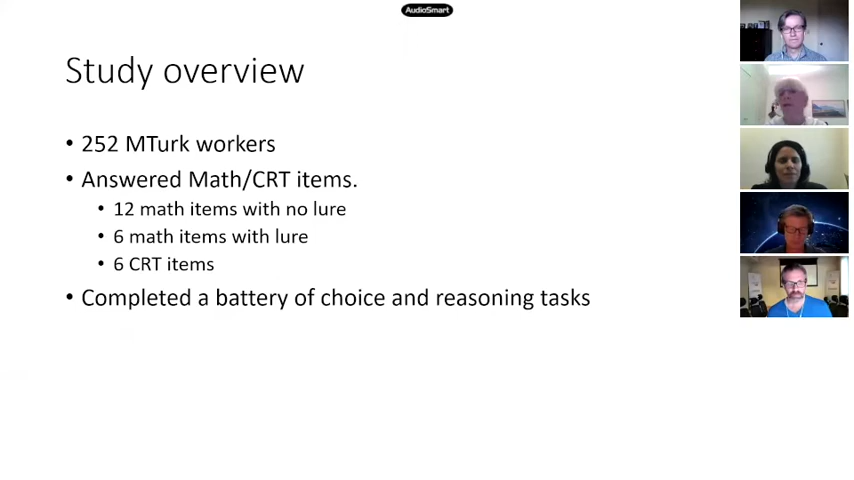 AudioSmart
Study overview
• 252 MTurk workers
• Answered Math/CRT items.
• 12 math items with no lure
• 6 math items with lure
• 6 CRT items
• Completed a battery of choice and reasoning tasks